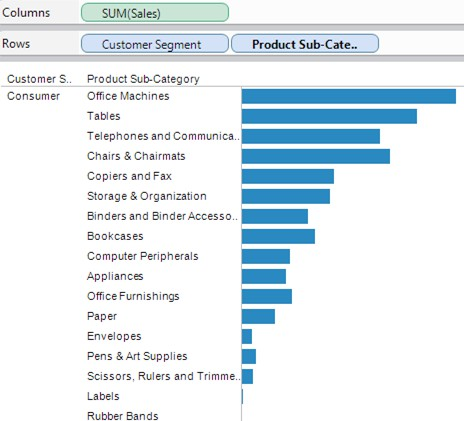 Columns SUM(Sales)
Rows Customer Segment Product Sub-Cate..
Customer S.. Product Sub-Category
Consumer Office Machines
Tables
Telephones and Communica..
Chairs & Chairmats
Copiers and Fax
Storage & Organization
Binders and Binder Accesso..
Bookcases
Computer Peripherals
Appliances
Office Furnishings
Paper
Envelopes
Pens & Art Supplies
Scissors, Rulers and Trimme..
Labels
Rubber Bands